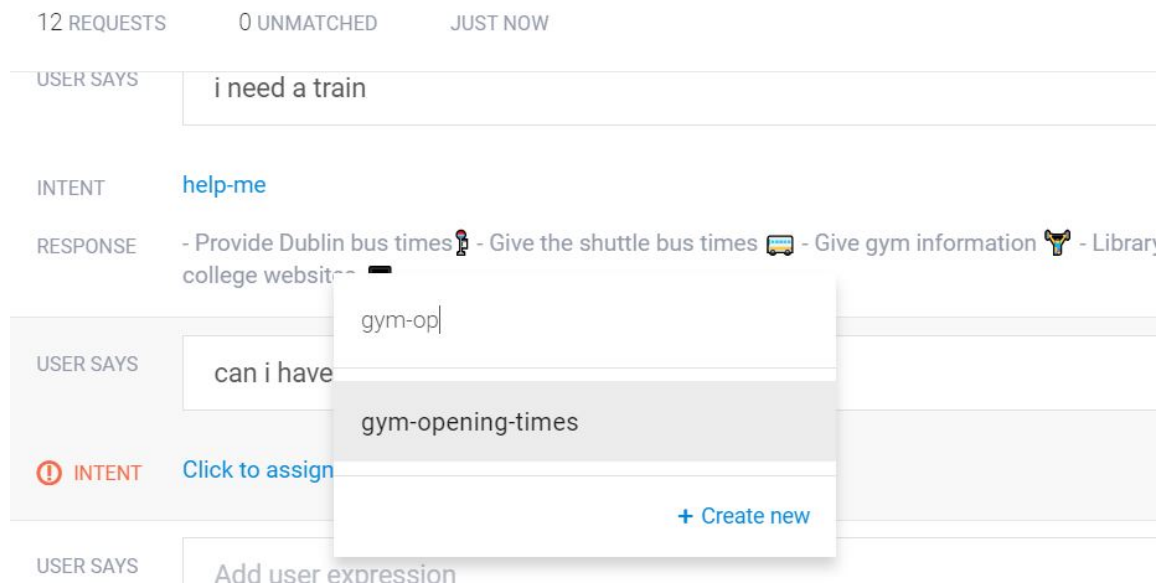 12 REQUESTS 0 UNMATCHED JUST NOW
USER SAYS i need a train
INTENT help-me
RESPONSE - Provide Dublin bus times - Give the shuttle bus times - Give gym information - Library
college
gym-op
USER SAYS can i have
gym-opening-times
INTENT Click to assign
+ Create new
USER SAYS Add user expression